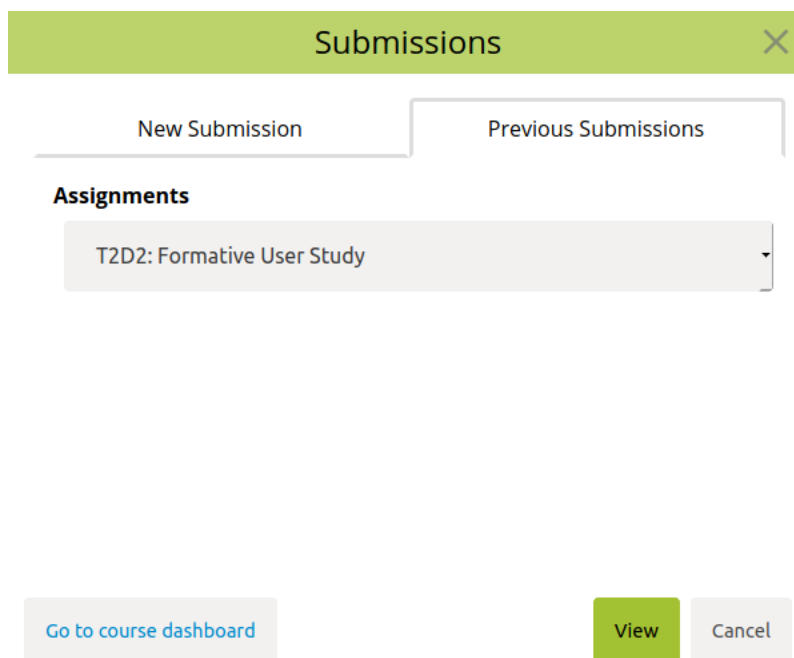 Submissions
New Submission
Previous Submissions
Assignments
T2D2: Formative User Study
Go to course dashboard
View
Cancel